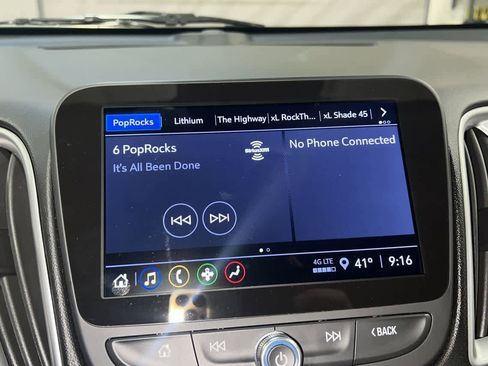 PopRocks Lithium The Highway xL RockTh... xL Shade 45
6 PopRocks
SiriusXM
No Phone Connected
It's All Been Done
4G LTE
41° 9:16
BACK